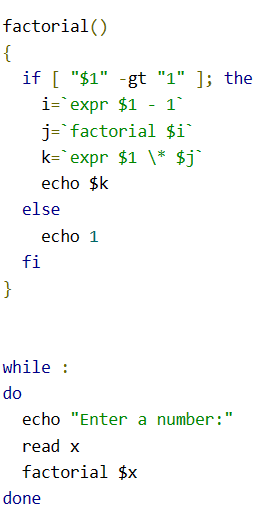 factorial()
{
  if [ "$1" -gt "1" ]; the
    i=`expr $1 - 1`
    j=`factorial $i`
    k=`expr $1 \* $j`
    echo $k
  else
    echo 1
  fi
}
while :
do
  echo "Enter a number:"
  read x
  factorial $x
done